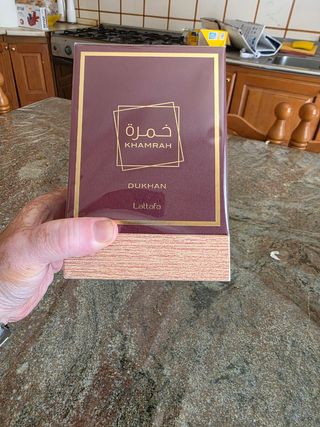 خمرة
KHAMRAH
DUKHAN
Lattafa